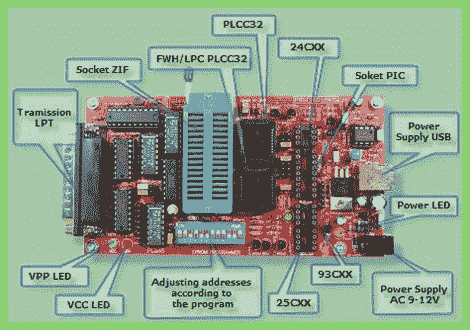 PLCC32
24CXX
FWH/LPC PLCC32
Socket ZIF
Soket PIC
Tramission
LPT
Power
Supply USB
Power LED
VPP LED
VCC LED
Adjusting addresses
according to
the program
25CXX
93CXX
Power Supply
AC 9-12V